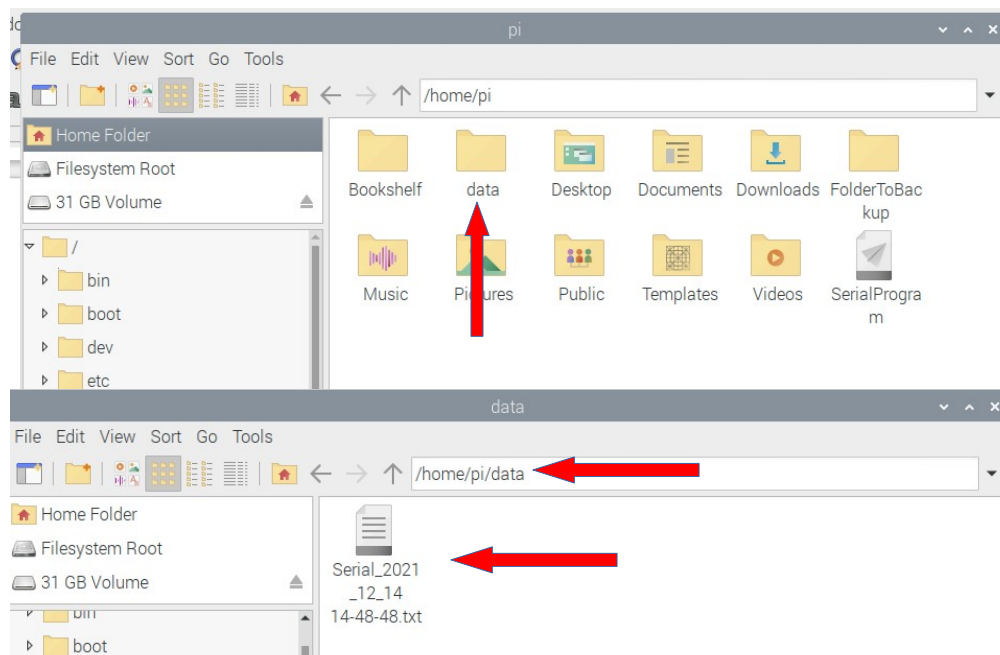 pi
File Edit View Sort Go Tools
/home/pi
Home Folder
Filesystem Root
31 GB Volume
/
bin
boot
dev
etc
Bookshelf data Desktop Documents Downloads FolderToBac
kup
Music Pictures Public Templates Videos SerialProgra
m
data
File Edit View Sort Go Tools
/home/pi/data
Home Folder
Filesystem Root
31 GB Volume
bin
boot
Serial_2021
_12_14
14-48-48.txt